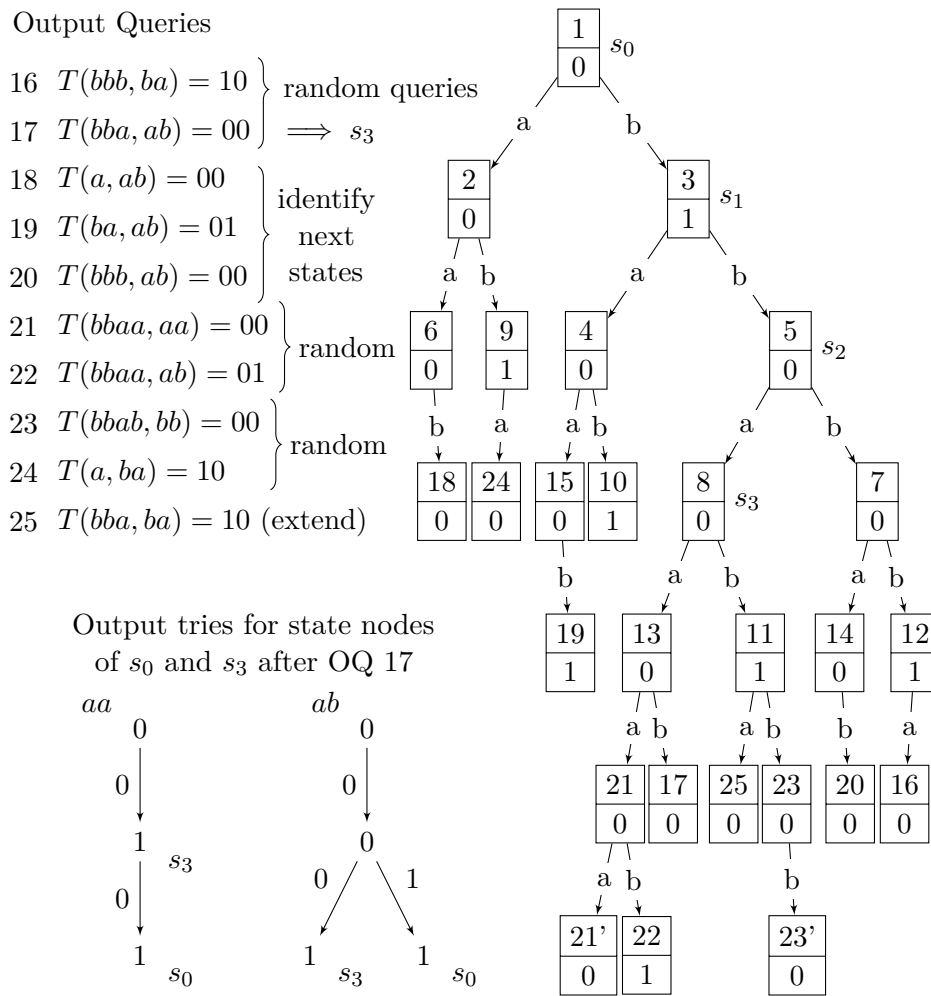 Output Queries
16 T(bbb, ba) = 10
17 T(bba, ab) = 00
random queries
⟹ s3
18 T(a, ab) = 00
19 T(ba, ab) = 01
20 T(bbb, ab) = 00
identify
next
states
21 T(bbaa, aa) = 00
22 T(bbaa, ab) = 01
random
23 T(bbab, bb) = 00
24 T(a, ba) = 10
random
25 T(bba, ba) = 10 (extend)
1 s0
0
a b
2 3 s1
0 1
a b a b
6 9 4 5 s2
0 1 0 0
b a a b a b
18 24 15 10 8 s3 7
0 0 0 1 0 0
b a b a b
19 13 11 14 12
1 0 1 0 1
a b a b b a
21 17 25 23 20 16
0 0 0 0 0 0
a b b
21' 22 23'
0 1 0
Output tries for state nodes
of s0 and s3 after OQ 17
aa
0
0
1 s3
0
1 s0
ab
0
0
0
0 1
1 s3 1 s0